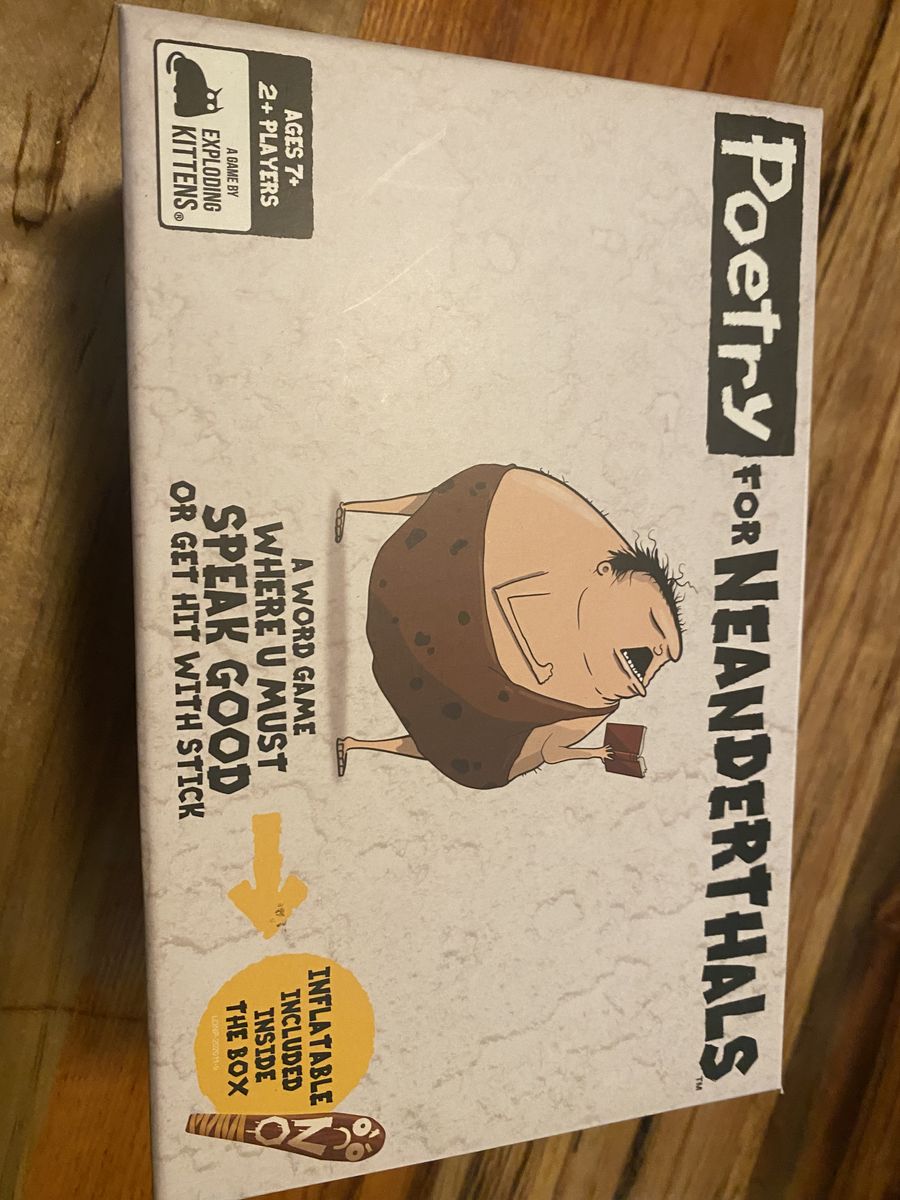 Poetry FOR NEANDERTHALS™
A WORD GAME
WHERE U MUST
SPEAK GOOD
OR GET HIT WITH STICK
AGES 7+
2+ PLAYERS
A GAME BY
EXPLODING
KITTENS®
INFLATABLE
INCLUDED
INSIDE
THE BOX
NO